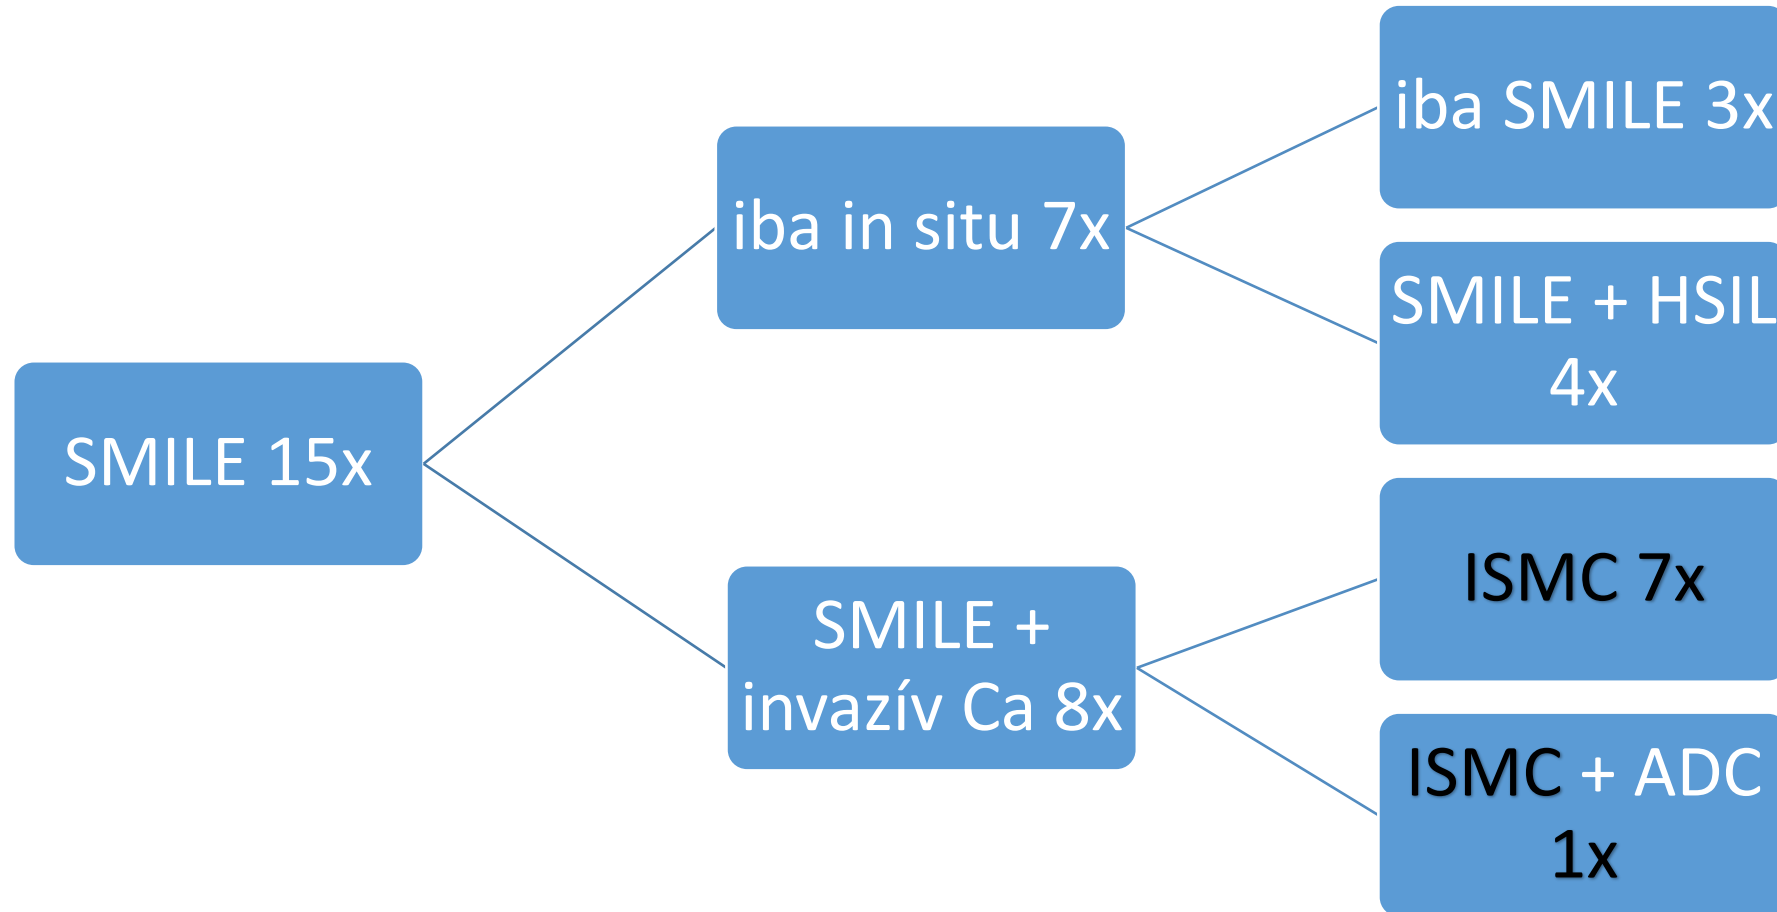 SMILE 15x
iba in situ 7x
SMILE +
invazív Ca 8x
iba SMILE 3x
SMILE + HSIL
4x
ISMC 7x
ISMC + ADC
1x